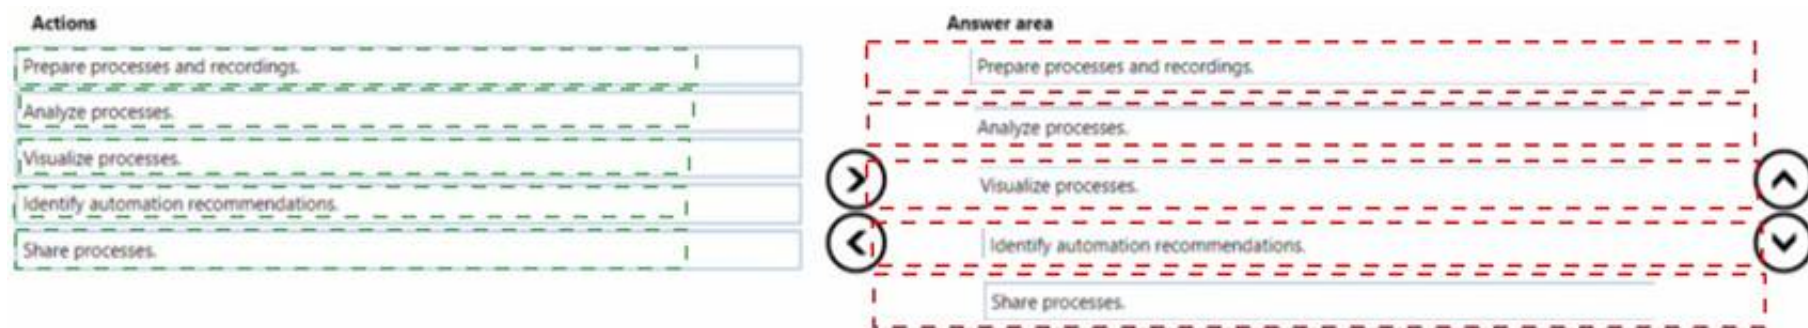 Actions
Prepare processes and recordings.
Analyze processes.
Visualize processes.
Identify automation recommendations.
Share processes.
Answer area
Prepare processes and recordings.
Analyze processes.
Visualize processes.
Identify automation recommendations.
Share processes.